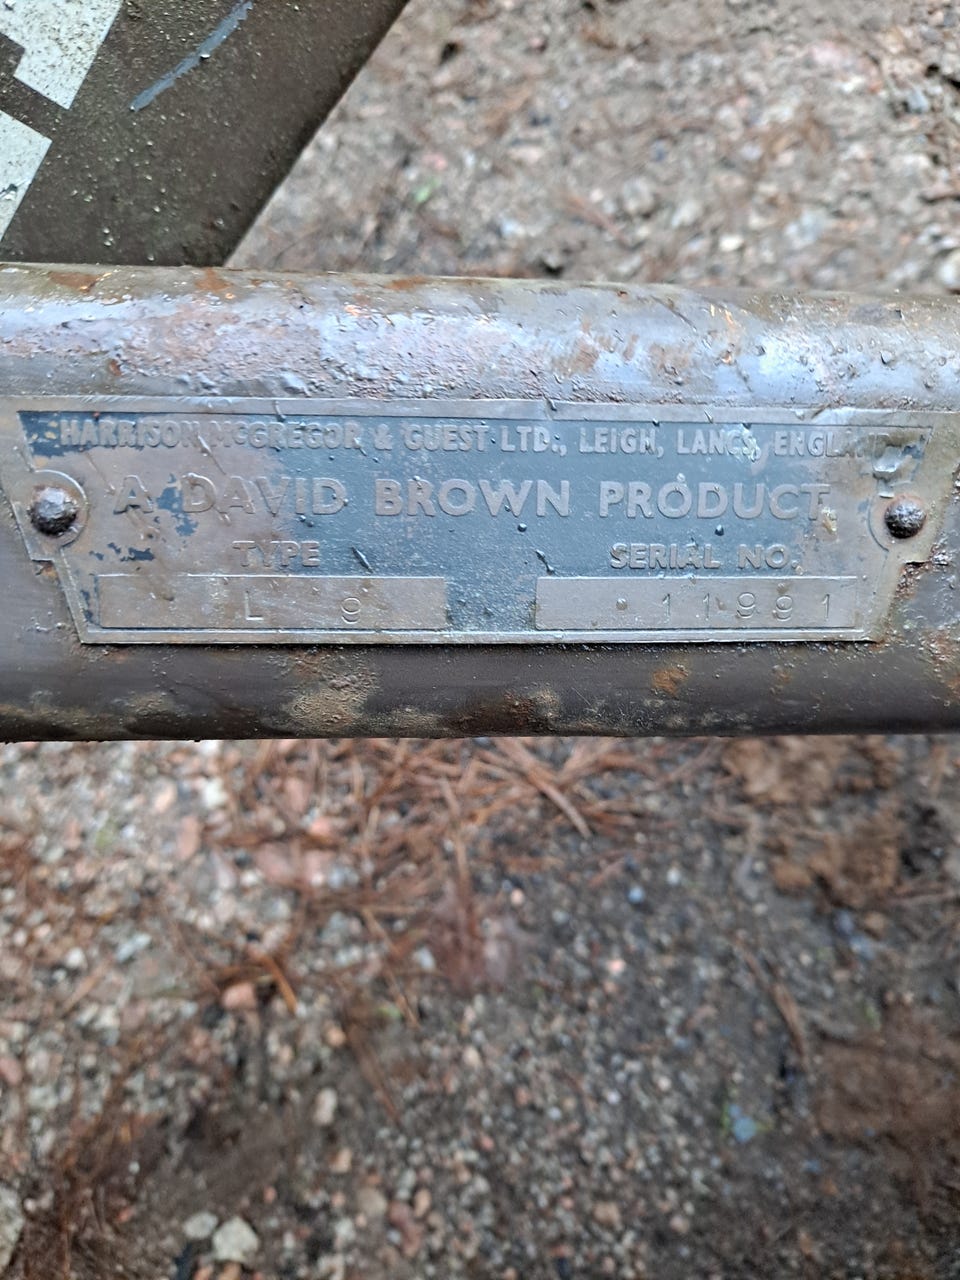 HARRISON MCGREGOR & GUEST LTD., LEIGH, LANCS, ENGLAND
A DAVID BROWN PRODUCT
TYPE SERIAL NO.
L 9 11991